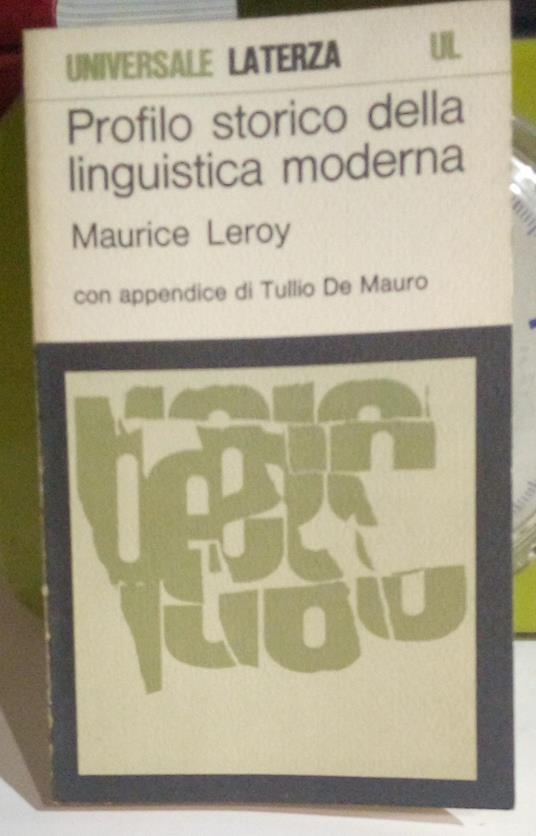 UNIVERSALE LATERZA UL
Profilo storico della
linguistica moderna
Maurice Leroy
con appendice di Tullio De Mauro